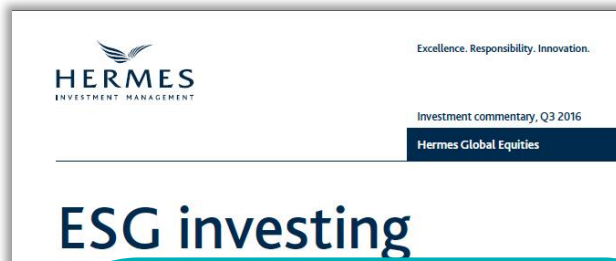 Excellence. Responsibility. Innovation.
HERMES
INVESTMENT MANAGEMENT
Investment commentary, Q3 2016
Hermes Global Equities
ESG investing